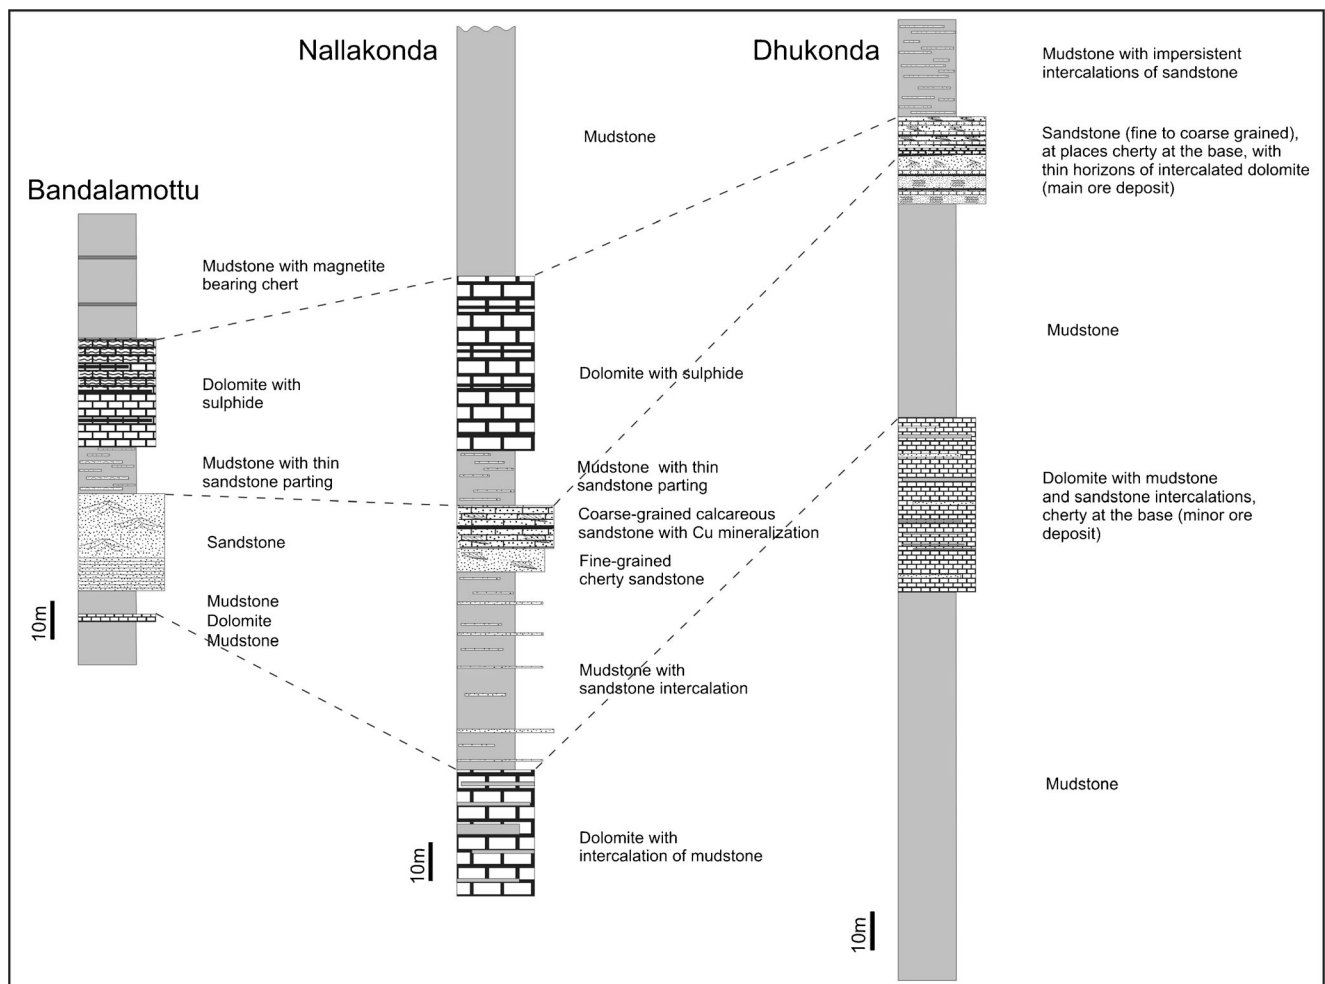 Nallakonda
Dhukonda
Bandalamottu
Mudstone with magnetite
bearing chert
Dolomite with
sulphide
Mudstone with thin
sandstone parting
Sandstone
Mudstone
Dolomite
Mudstone
10m
Mudstone
Dolomite with sulphide
Mudstone with thin
sandstone parting
Coarse-grained calcareous
sandstone with Cu mineralization
Fine-grained
cherty sandstone
Mudstone with
sandstone intercalation
Dolomite with
intercalation of mudstone
10m
Mudstone with impersistent
intercalations of sandstone
Sandstone (fine to coarse grained),
at places cherty at the base, with
thin horizons of intercalated dolomite
(main ore deposit)
Mudstone
Dolomite with mudstone
and sandstone intercalations,
cherty at the base (minor ore
deposit)
Mudstone
10m